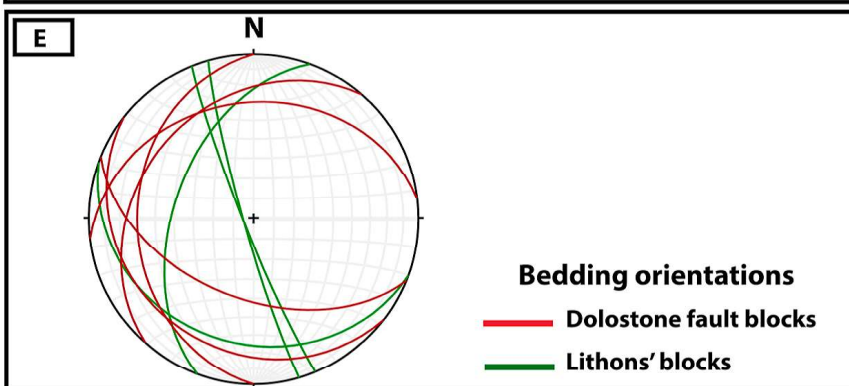 E
N
Bedding orientations
Dolostone fault blocks
Lithons' blocks